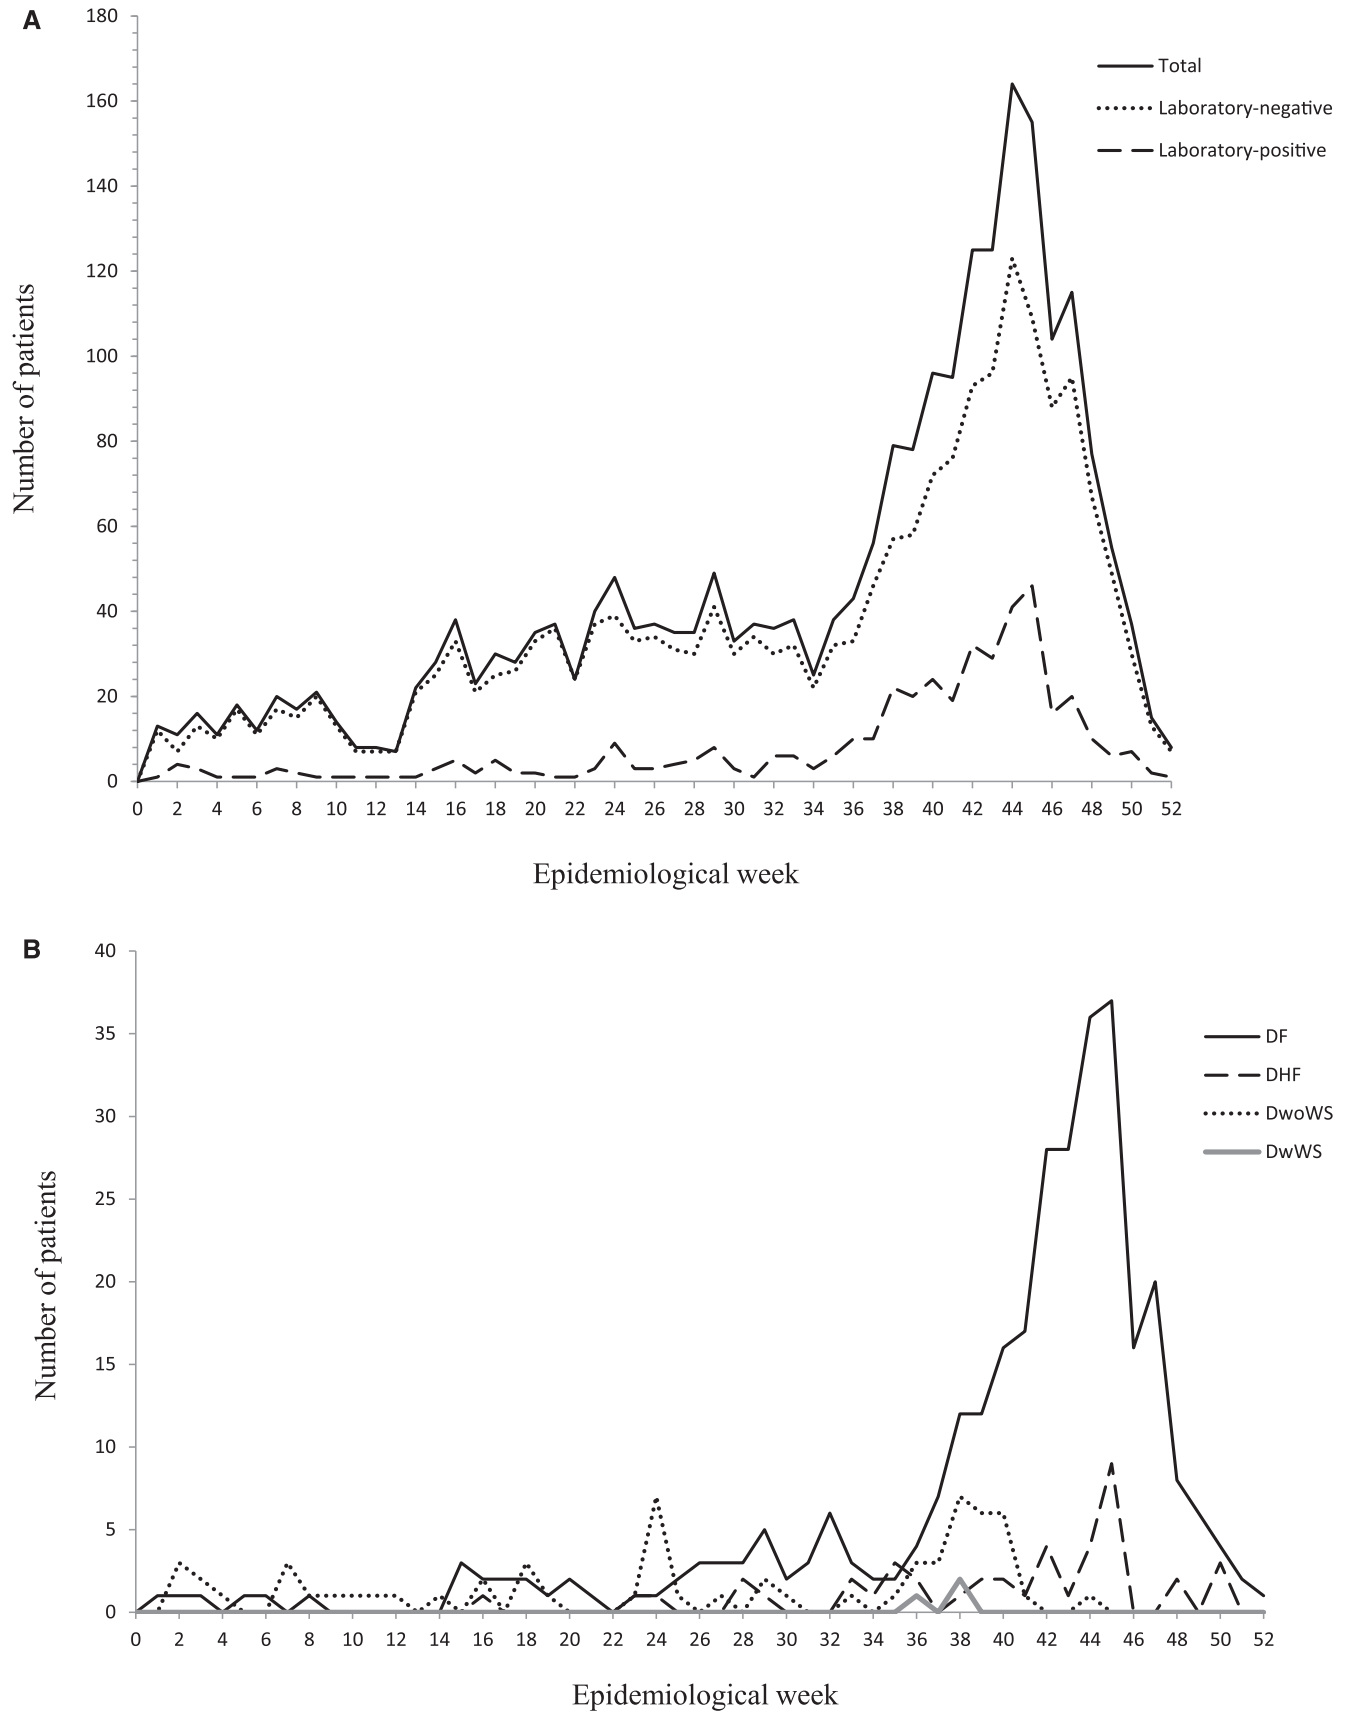 A
180
160
140
120
100
80
60
40
20
0
Number of patients
Total
Laboratory-negative
Laboratory-positive
0 2 4 6 8 10 12 14 16 18 20 22 24 26 28 30 32 34 36 38 40 42 44 46 48 50 52
Epidemiological week
B
40
35
30
25
20
15
10
5
0
Number of patients
DF
DHF
DwoWS
DwWS
0 2 4 6 8 10 12 14 16 18 20 22 24 26 28 30 32 34 36 38 40 42 44 46 48 50 52
Epidemiological week